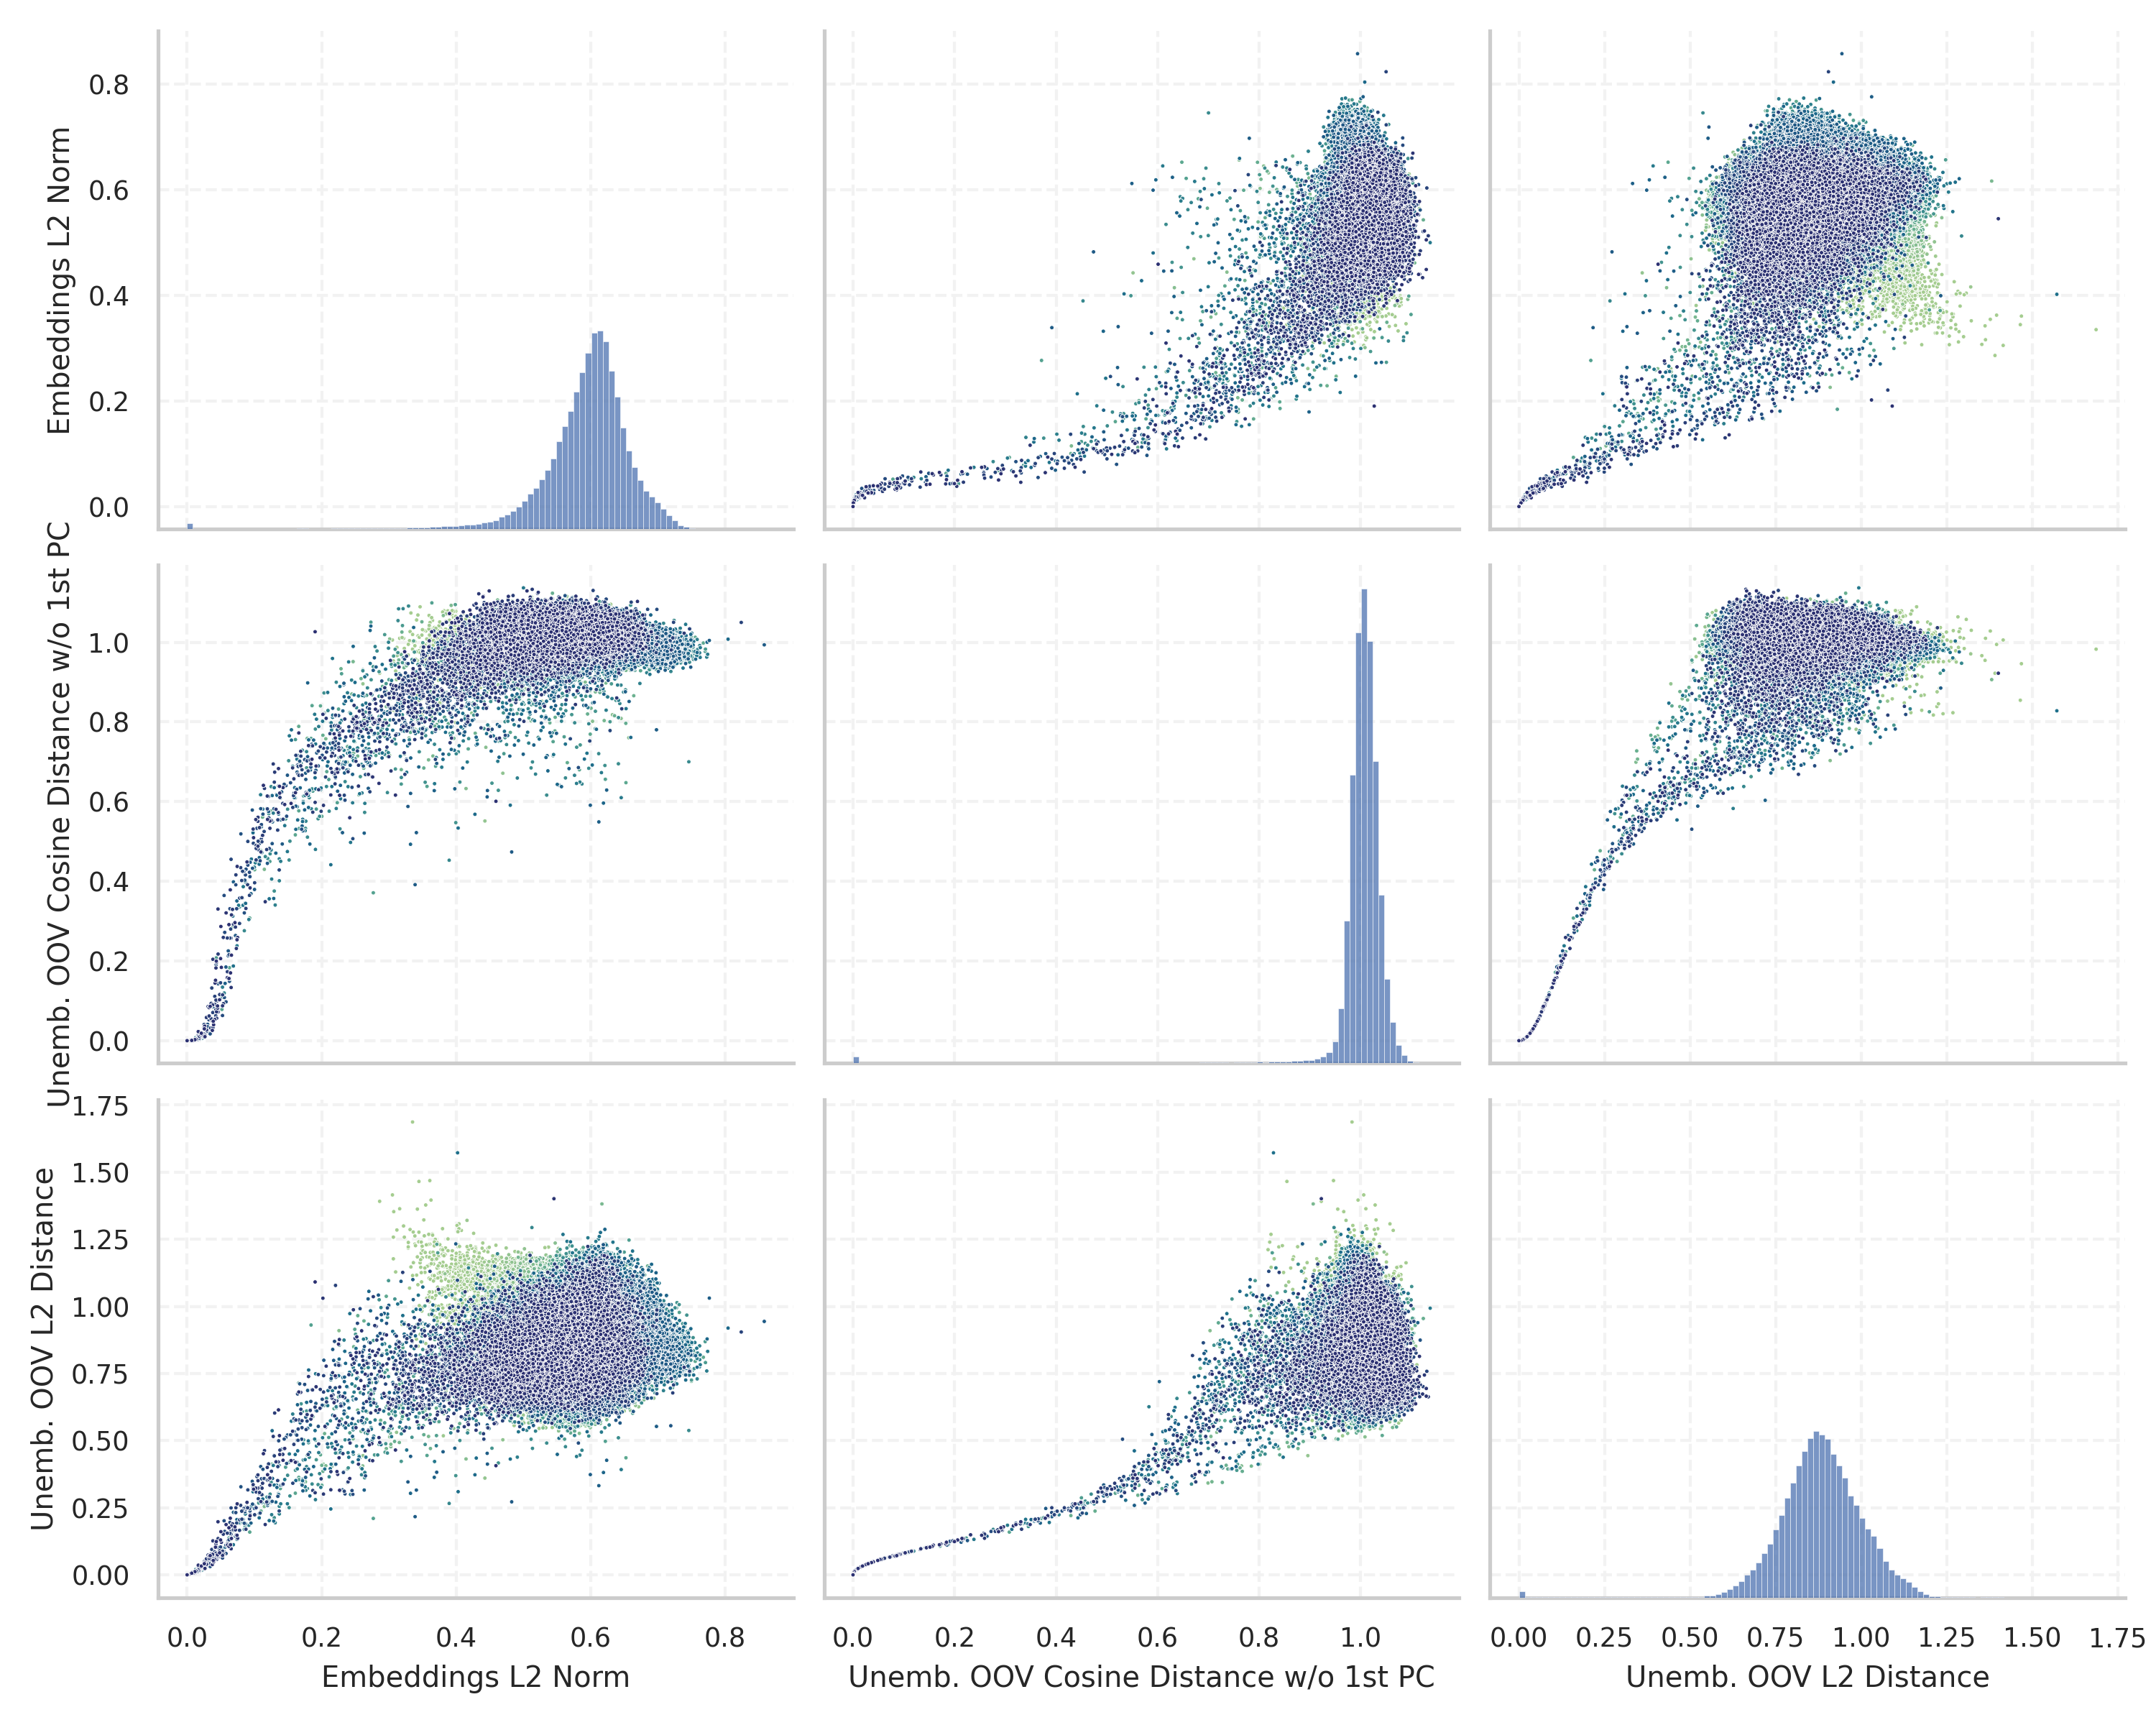 Embeddings L2 Norm
0.8
0.6
0.4
0.2
0.0
Unemb. OOV Cosine Distance w/o 1st PC
1.0
0.8
0.6
0.4
0.2
0.0
Unemb. OOV L2 Distance
1.75
1.50
1.25
1.00
0.75
0.50
0.25
0.00
0.0 0.2 0.4 0.6 0.8
0.0 0.2 0.4 0.6 0.8 1.0
0.00 0.25 0.50 0.75 1.00 1.25 1.50 1.75
Embeddings L2 Norm
Unemb. OOV Cosine Distance w/o 1st PC
Unemb. OOV L2 Distance